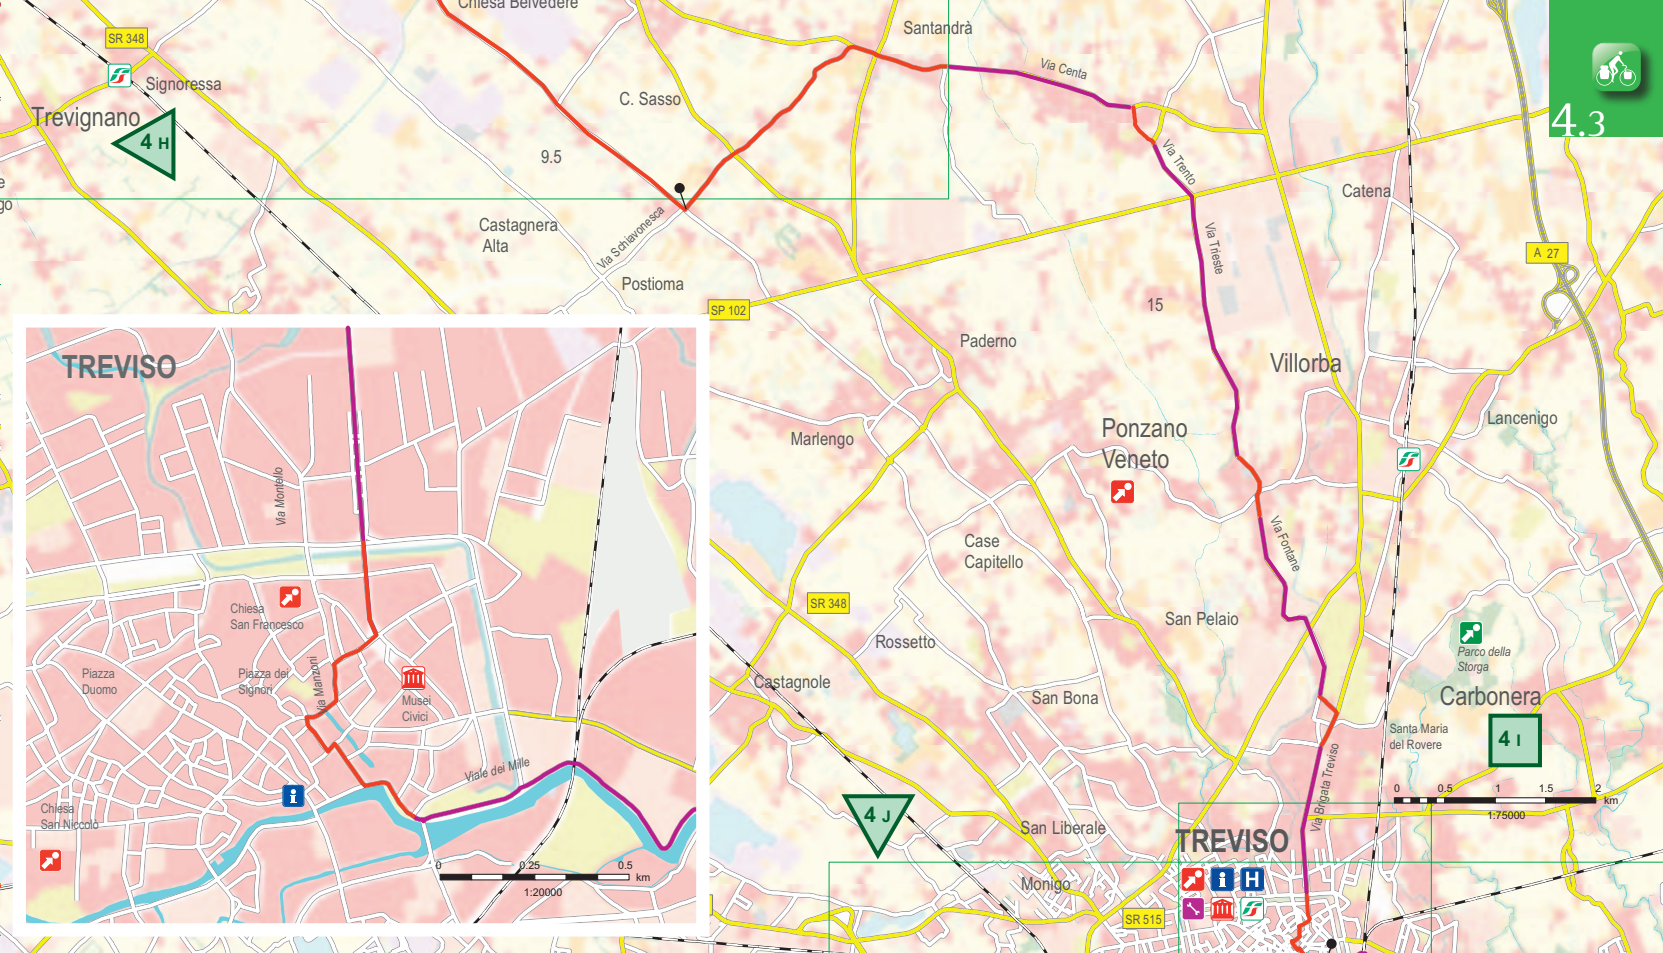 Chiesa Belvedere
Santandrà
SR 348
Signoressa
Via Centa
C. Sasso
Trevignano
4 H
4.3
9.5
Via Trento
Catena
Castagnera
Alta
Via Schiavonesca
Via Trieste
A 27
Postioma
SP 102
15
Paderno
Villorba
TREVISO
Lancenigo
Ponzano
Veneto
Marlengo
Via Montello
Case
Capitello
Via Fontane
SR 348
Chiesa
San Francesco
San Pelaio
Rossetto
Parco della
Storga
Piazza
Duomo
Piazza dei
Signori
Via Manzoni
Musei
Civici
Castagnole
San Bona
Carbonera
Santa Maria
del Rovere
4 I
Viale dei Mille
Via Brigata Treviso
0 0.5 1 1.5 2
km
1:75000
Chiesa
San Niccolò
4 J
San Liberale
TREVISO
0 0.25 0.5
km
1:20000
i H
Monigo
SR 515
i